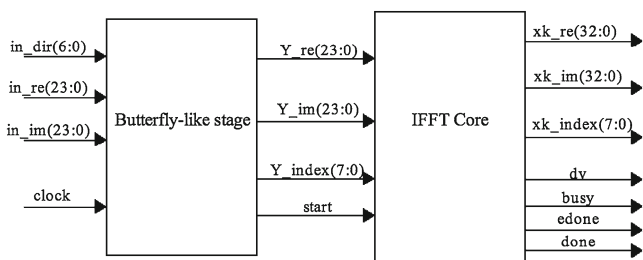 in_dir(6:0)
in_re(23:0)
in_im(23:0)
clock
Butterfly-like stage
Y_re(23:0)
Y_im(23:0)
Y_index(7:0)
start
IFFT Core
xk_re(32:0)
xk_im(32:0)
xk_index(7:0)
dv
busy
edone
done